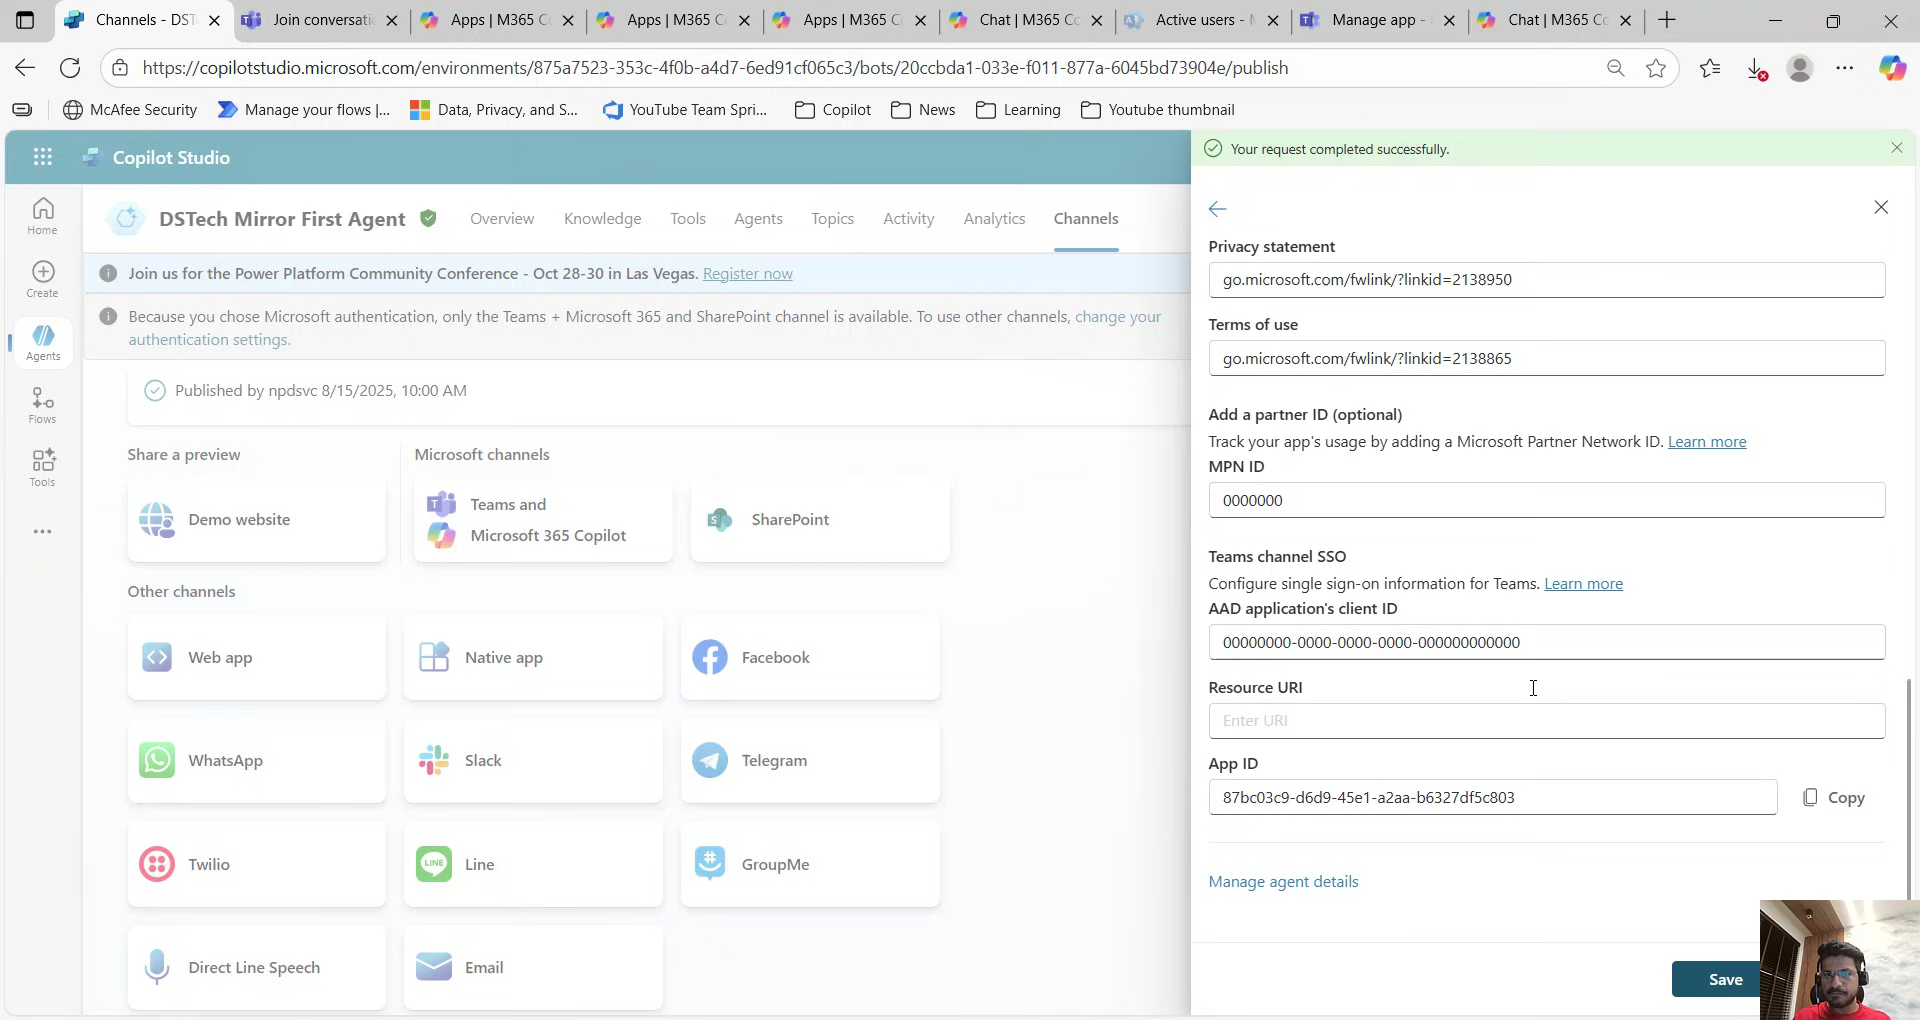 Channels - DST
Join conversatio
Apps | M365 Co
Apps | M365 Co
Apps | M365 Co
Chat | M365 Co
Active users - M
Manage app -
Chat | M365 Co
https://copilotstudio.microsoft.com/environments/875a7523-353c-4f0b-a4d7-6ed91cf065c3/bots/20ccbda1-033e-f011-877a-6045bd73904e/publish
McAfee Security
Manage your flows |...
Data, Privacy, and S...
YouTube Team Spri...
Copilot
News
Learning
Youtube thumbnail
Copilot Studio
Home
Create
Agents
Flows
Tools
DSTech Mirror First Agent
Overview
Knowledge
Tools
Agents
Topics
Activity
Analytics
Channels
Join us for the Power Platform Community Conference - Oct 28-30 in Las Vegas. Register now
Because you chose Microsoft authentication, only the Teams + Microsoft 365 and SharePoint channel is available. To use other channels, change your
authentication settings.
Published by npdsvc 8/15/2025, 10:00 AM
Share a preview
Microsoft channels
Demo website
Teams and
Microsoft 365 Copilot
SharePoint
Other channels
Web app
Native app
Facebook
WhatsApp
Slack
Telegram
Twilio
Line
GroupMe
Direct Line Speech
Email
Your request completed successfully.
Privacy statement
go.microsoft.com/fwlink/?linkid=2138950
Terms of use
go.microsoft.com/fwlink/?linkid=2138865
Add a partner ID (optional)
Track your app's usage by adding a Microsoft Partner Network ID. Learn more
MPN ID
0000000
Teams channel SSO
Configure single sign-on information for Teams. Learn more
AAD application's client ID
00000000-0000-0000-0000-000000000000
Resource URI
Enter URI
App ID
87bc03c9-d6d9-45e1-a2aa-b6327df5c803
Copy
Manage agent details
Save